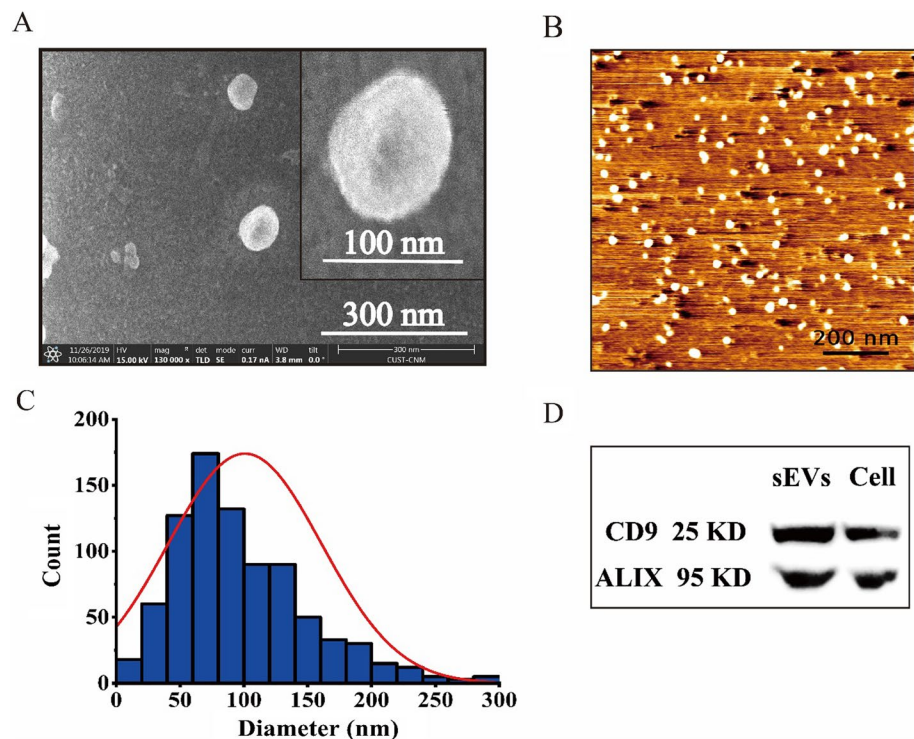 A
100 nm
300 nm
11/26/2019 HV mag det mode curr WD tilt 300 nm
10:06:14 AM 15.00 kV 130 000 x TLD SE 0.17 nA 3.8 mm 0.0 ° CUST-CNM
B
200 nm
C
200
150
100
50
0
Count
0 50 100 150 200 250 300
Diameter (nm)
D
sEVs Cell
CD9 25 KD
ALIX 95 KD